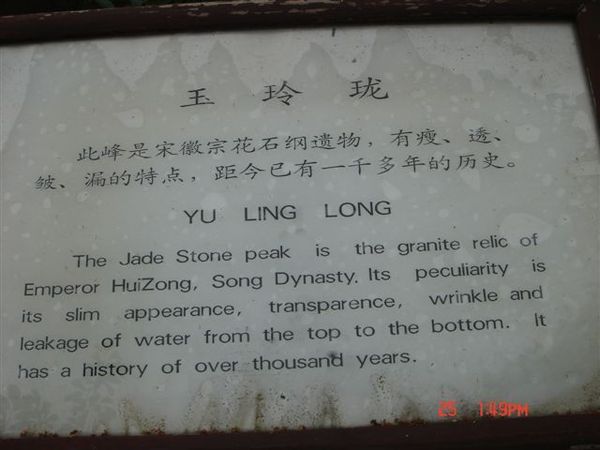 玉 玲 珑
此峰是宋徽宗花石纲遗物，有瘦、透、
皱、漏的特点，距今已有一千多年的历史。
YU LING LONG
The Jade Stone peak is the granite relic of
Emperor HuiZong, Song Dynasty. Its peculiarity is
its slim appearance, transparence, wrinkle and
leakage of water from the top to the bottom. It
has a history of over thousand years.
25 1:49PM